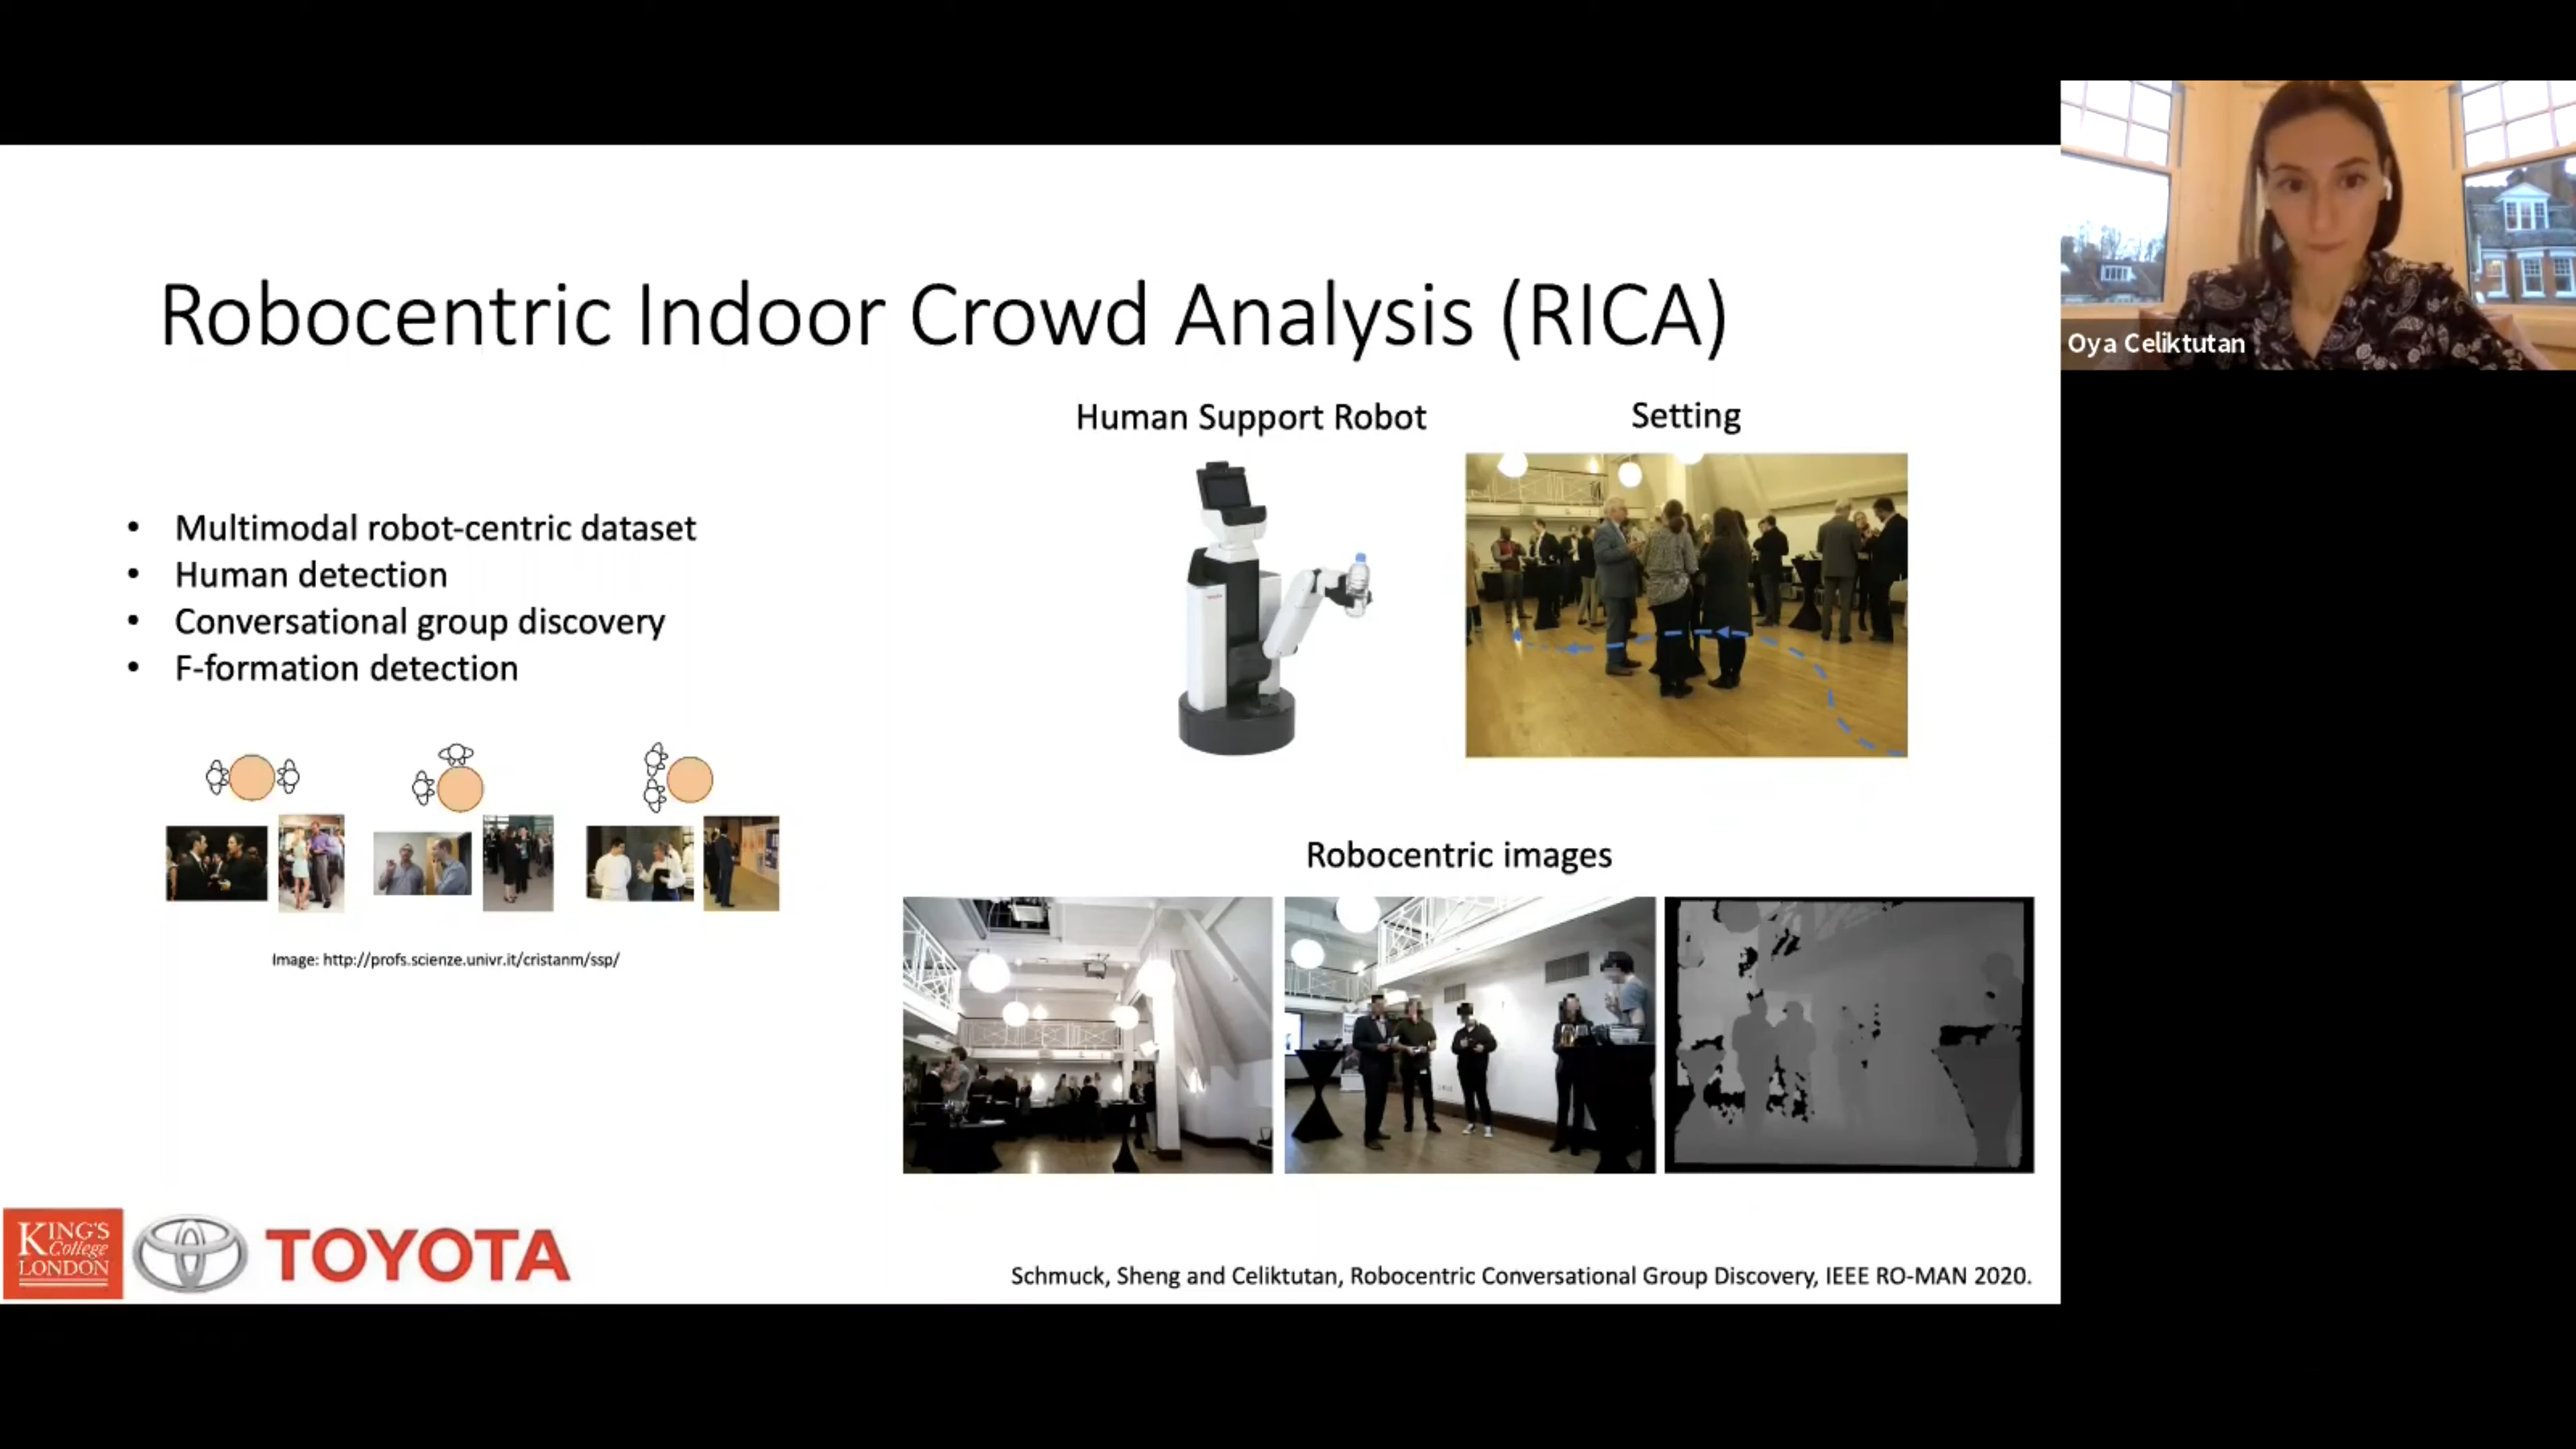 Robocentric Indoor Crowd Analysis (RICA)
• Multimodal robot-centric dataset
• Human detection
• Conversational group discovery
• F-formation detection
Image: http://profs.scienze.univr.it/cristanm/ssp/
Human Support Robot
Setting
Robocentric images
KING'S
College
LONDON
TOYOTA
Schmuck, Sheng and Celiktutan, Robocentric Conversational Group Discovery, IEEE RO-MAN 2020.
Oya Celiktutan